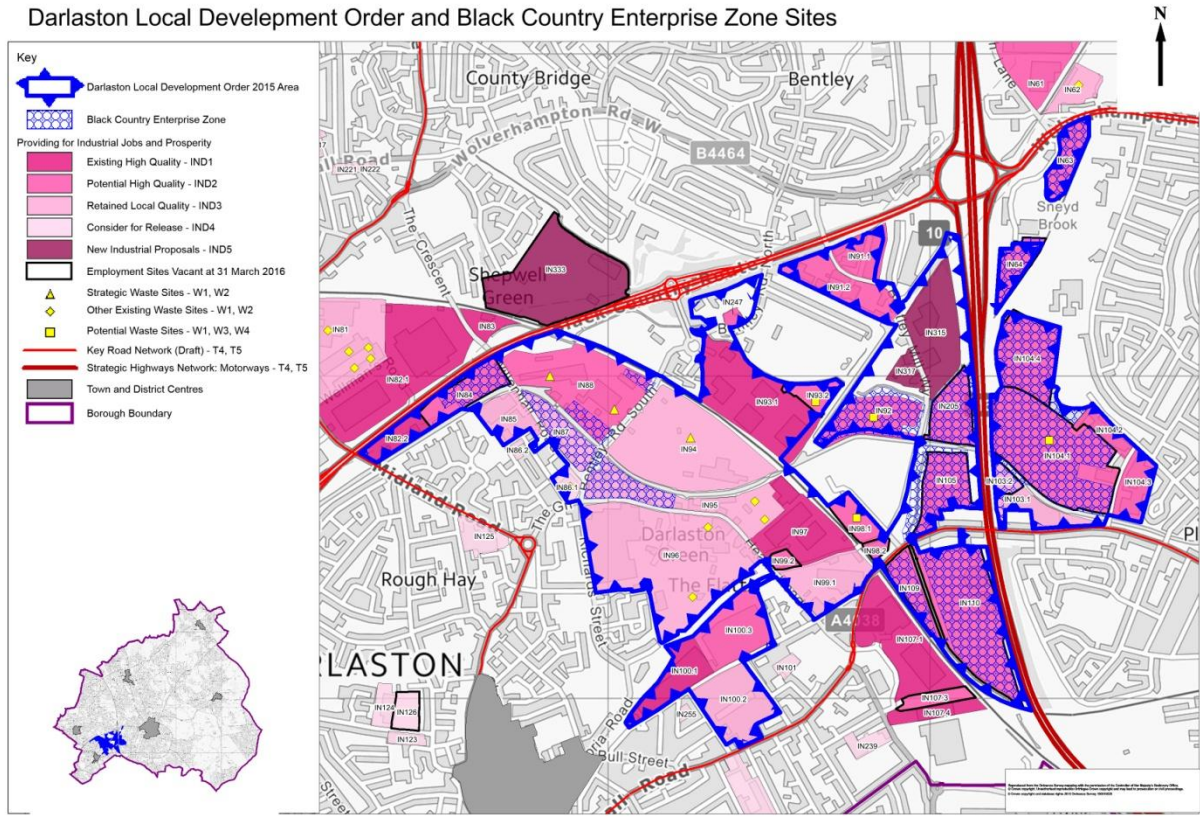 Darlaston Local Develepment Order and Black Country Enterprise Zone Sites
N
Key
Darlaston Local Development Order 2015 Area
Black Country Enterprise Zone
Providing for Industrial Jobs and Prosperity
Existing High Quality - IND1
Potential High Quality - IND2
Retained Local Quality - IND3
Consider for Release - IND4
New Industrial Proposals - IND5
Employment Sites Vacant at 31 March 2016
Strategic Waste Sites - W1, W2
Other Existing Waste Sites - W1, W2
Potential Waste Sites - W1, W3, W4
Key Road Network (Draft) - T4, T5
Strategic Highways Network: Motorways - T4, T5
Town and District Centres
Borough Boundary
County Bridge
Bentley
Lane
IN61
IN62
Wolverhampton Rd W
B4464
IN221
IN222
IN63
Sneyd
Brook
The Crescent
10
Shepwell
Green
IN333
IN91.1
IN91.2
IN64
IN247
IN315
IN317
IN81
IN83
IN82.1
IN82.2
IN84
IN88
IN85
IN86.2
IN87
IN86.1
IN94
IN93.1
IN93.2
IN92
IN205
IN104.4
IN104.2
IN104.1
IN104.3
IN105
IN103.2
IN103.1
Midland Road
IN125
Rough Hay
IN95
Darlaston
Green
IN96
The Flat
IN97
IN98.1
IN98.2
IN99.2
IN99.1
A4038
IN109
IN110
IN107.1
IN107.3
IN107.4
IN100.3
IN100.1
IN100.2
IN101
IN255
IN239
RLASTON
IN124
IN126
IN123
Bull Street
Street
Road
Pl